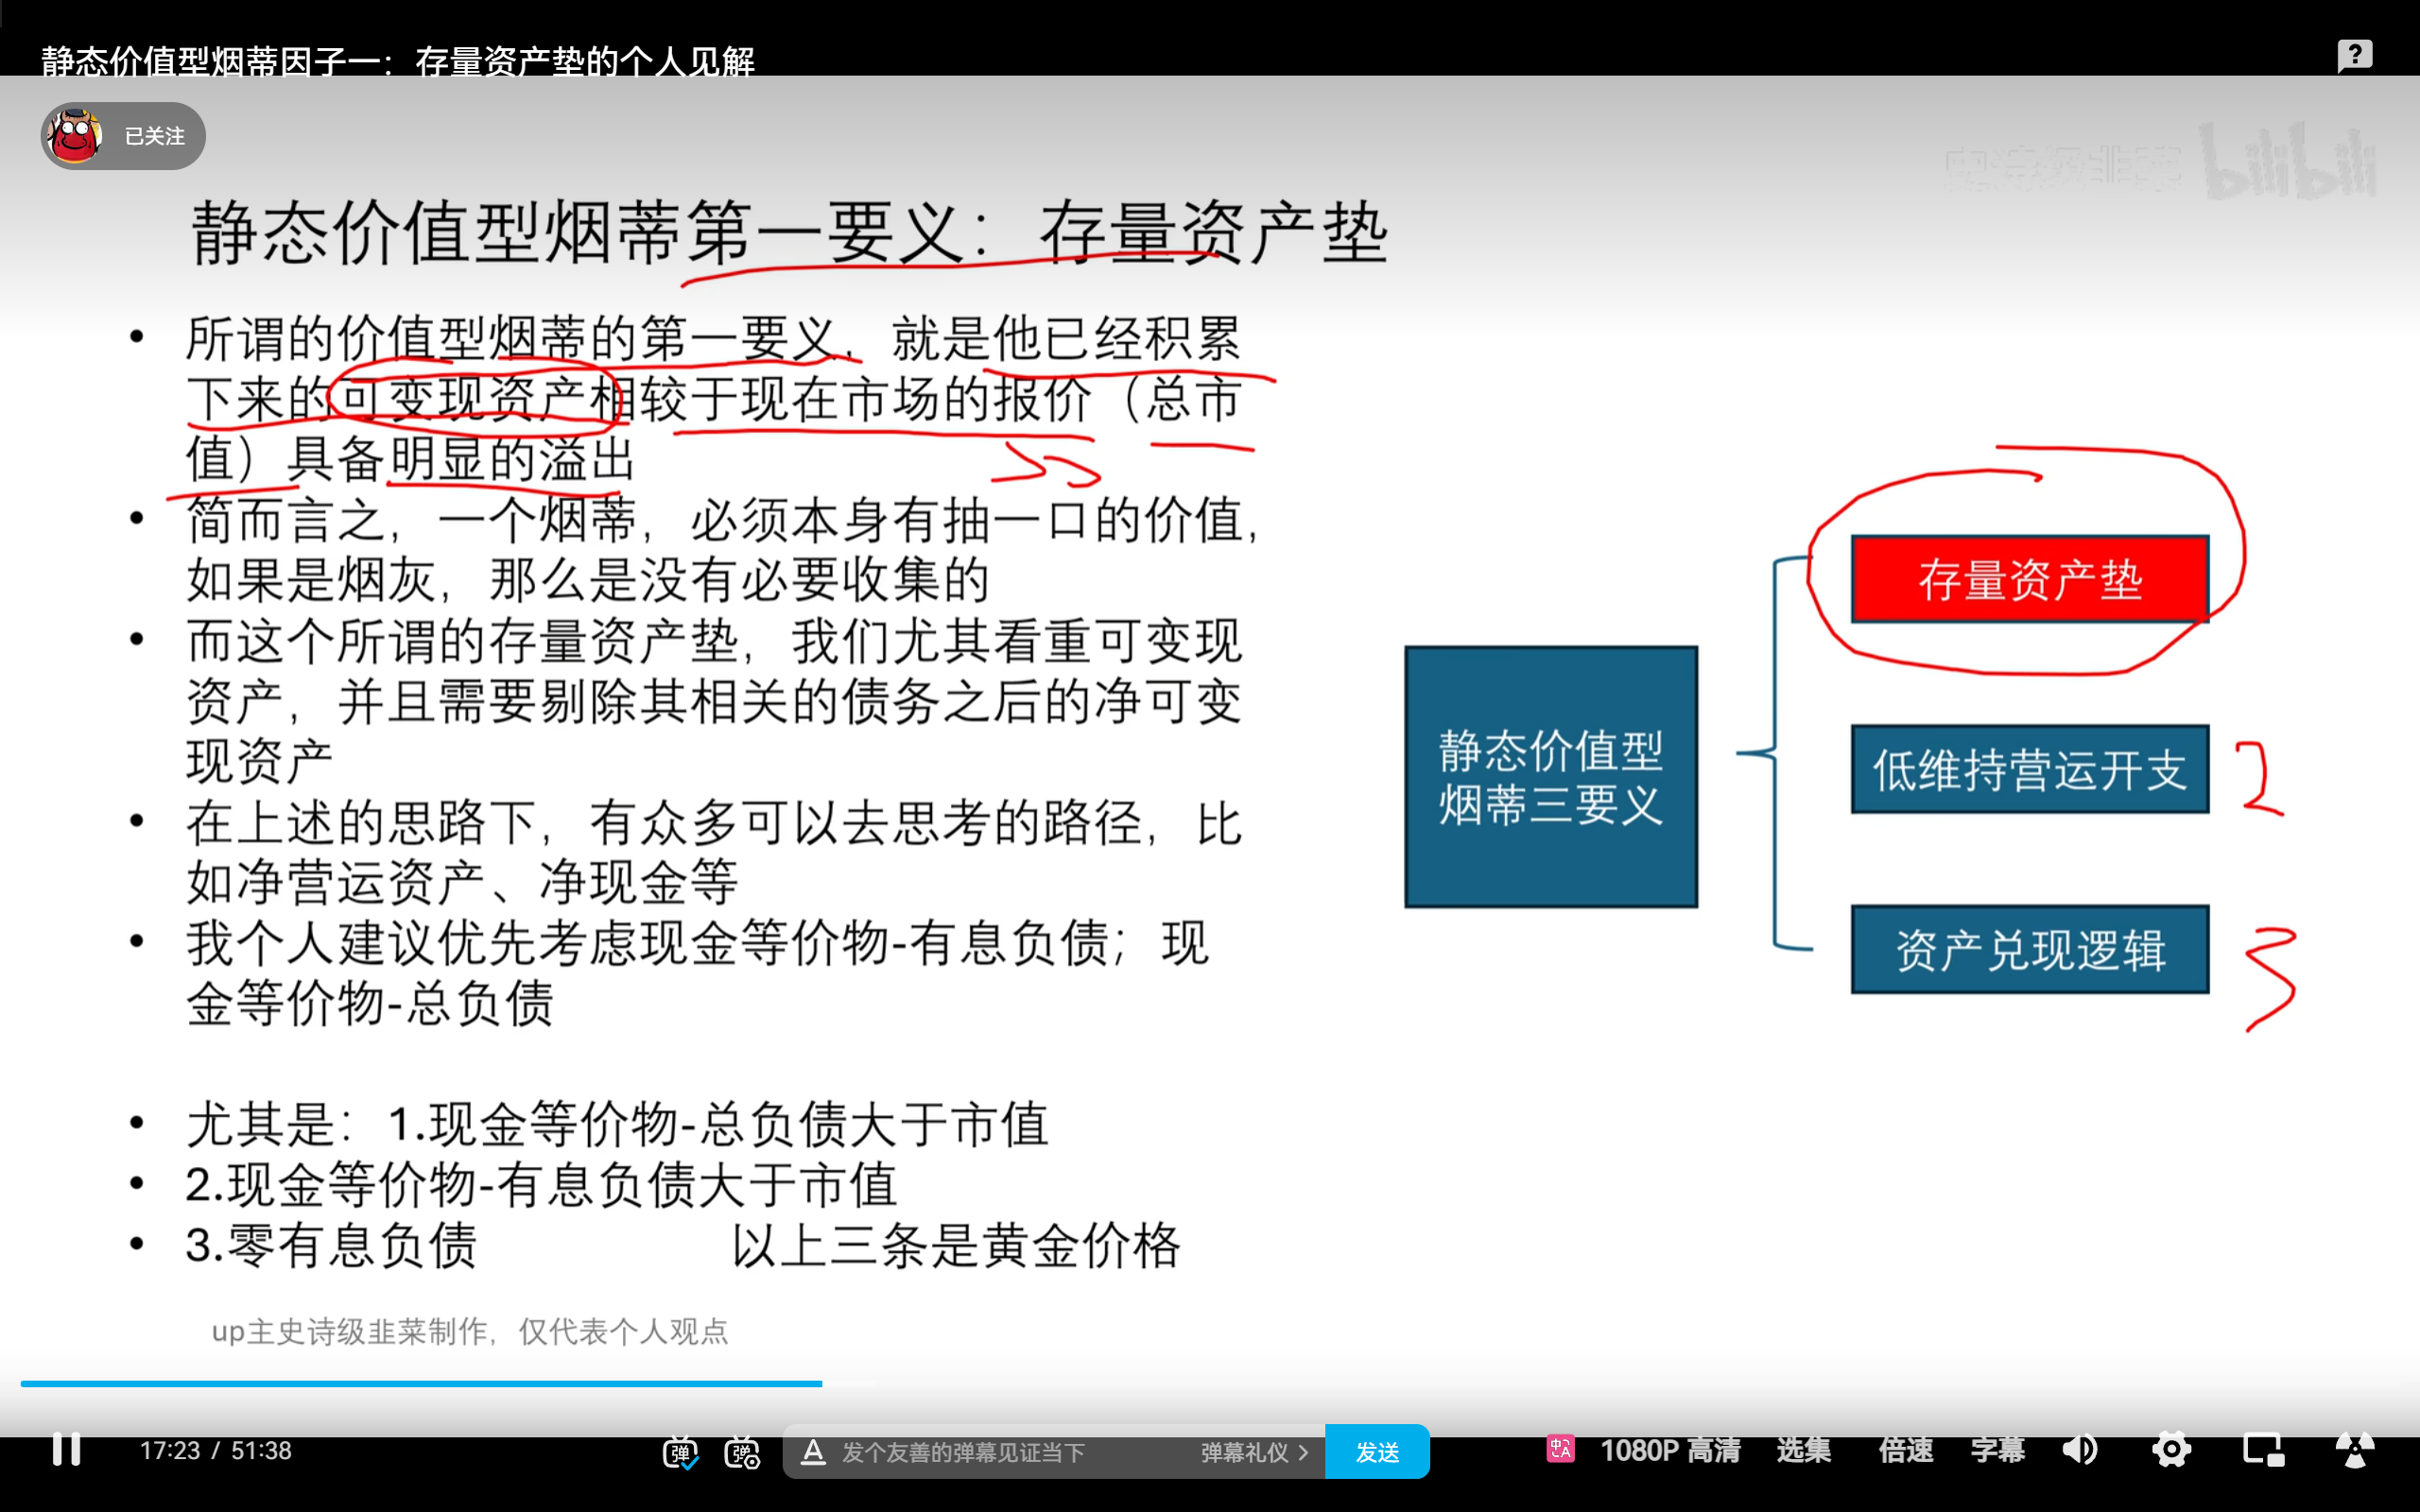 静态价值型烟蒂因子一：存量资产垫的个人见解
已关注
bilibili
静态价值型烟蒂第一要义：存量资产垫
• 所谓的价值型烟蒂的第一要义，就是他已经积累
下来的可变现资产相较于现在市场的报价（总市
值）具备明显的溢出
• 简而言之，一个烟蒂，必须本身有抽一口的价值，
如果是烟灰，那么是没有必要收集的
• 而这个所谓的存量资产垫，我们尤其看重可变现
资产，并且需要剔除其相关的债务之后的净可变
现资产
• 在上述的思路下，有众多可以去思考的路径，比
如净营运资产、净现金等
• 我个人建议优先考虑现金等价物-有息负债；现
金等价物-总负债
• 尤其是：1.现金等价物-总负债大于市值
• 2.现金等价物-有息负债大于市值
• 3.零有息负债 以上三条是黄金价格
up主史诗级韭菜制作，仅代表个人观点
静态价值型
烟蒂三要义
存量资产垫
低维持营运开支
2
资产兑现逻辑
3
17:23 / 51:38
弹
弹
A 发个友善的弹幕见证当下
弹幕礼仪 >
发送
1080P 高清
选集
倍速
字幕